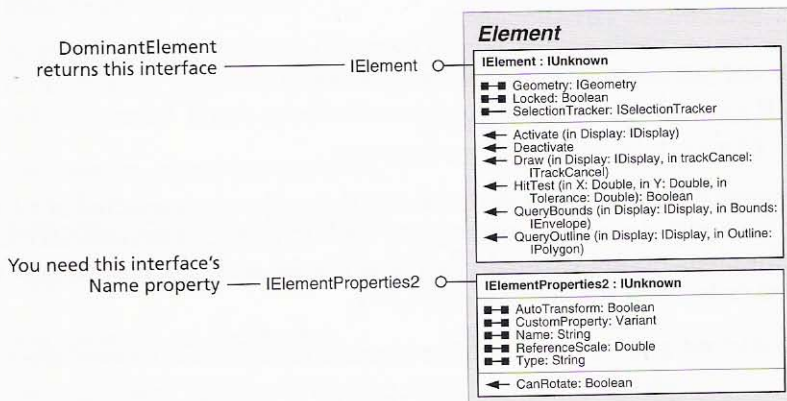 DominantElement
returns this interface
IElement
Element
IElement : IUnknown
Geometry: IGeometry
Locked: Boolean
SelectionTracker: ISelectionTracker
Activate (in Display: IDisplay)
Deactivate
Draw (in Display: IDisplay, in trackCancel:
ITrackCancel)
HitTest (in X: Double, in Y: Double, in
Tolerance: Double): Boolean
QueryBounds (in Display: IDisplay, in Bounds:
IEnvelope)
QueryOutline (in Display: IDisplay, in Outline:
IPolygon)
You need this interface's
Name property
IElementProperties2
IElementProperties2 : IUnknown
AutoTransform: Boolean
CustomProperty: Variant
Name: String
ReferenceScale: Double
Type: String
CanRotate: Boolean